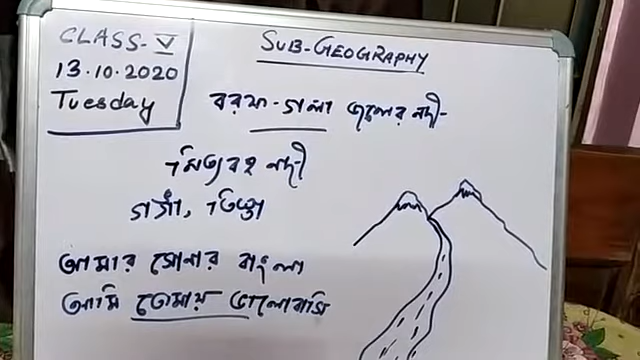 CLASS-V
13.10.2020
Tuesday
SUB-GEOGRAPHY
বরফ-গলা জলের নদী-
নিত্যবহ নদী
গঙ্গা, তিস্তা
আমার সোনার বাংলা
আমি তোমায় ভালোবাসি